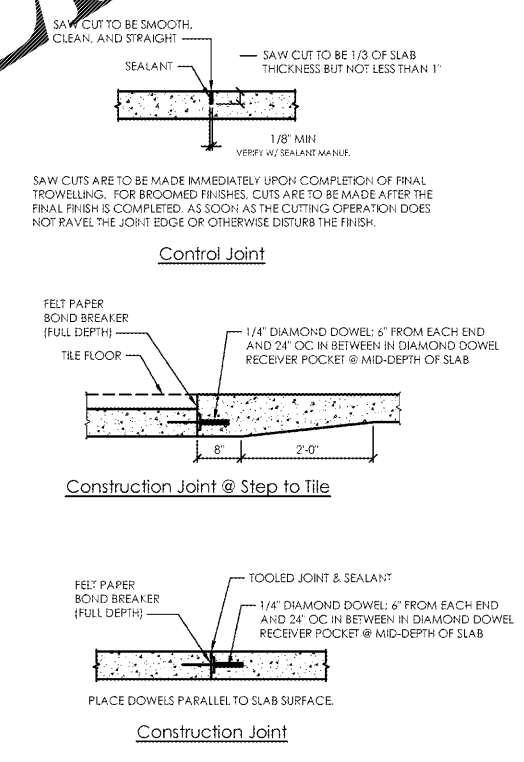 SAW CUT TO BE SMOOTH,
CLEAN, AND STRAIGHT
SEALANT
SAW CUT TO BE 1/3 OF SLAB
THICKNESS BUT NOT LESS THAN 1"
1/8" MIN
VERIFY W/ SEALANT MANUF.
SAW CUTS ARE TO BE MADE IMMEDIATELY UPON COMPLETION OF FINAL
TROWELLING. FOR BROOMED FINISHES, CUTS ARE TO BE MADE AFTER THE
FINAL FINISH IS COMPLETED, AS SOON AS THE CUTTING OPERATION DOES
NOT RAVEL THE JOINT EDGE OR OTHERWISE DISTURB THE FINISH.
Control Joint
FELT PAPER
BOND BREAKER
(FULL DEPTH)
TILE FLOOR
1/4" DIAMOND DOWEL; 6" FROM EACH END
AND 24" OC IN BETWEEN IN DIAMOND DOWEL
RECEIVER POCKET @ MID-DEPTH OF SLAB
8"
2'-0"
Construction Joint @ Step to Tile
TOOLED JOINT & SEALANT
FELT PAPER
BOND BREAKER
(FULL DEPTH)
1/4" DIAMOND DOWEL; 6" FROM EACH END
AND 24" OC IN BETWEEN IN DIAMOND DOWEL
RECEIVER POCKET @ MID-DEPTH OF SLAB
PLACE DOWELS PARALLEL TO SLAB SURFACE.
Construction Joint